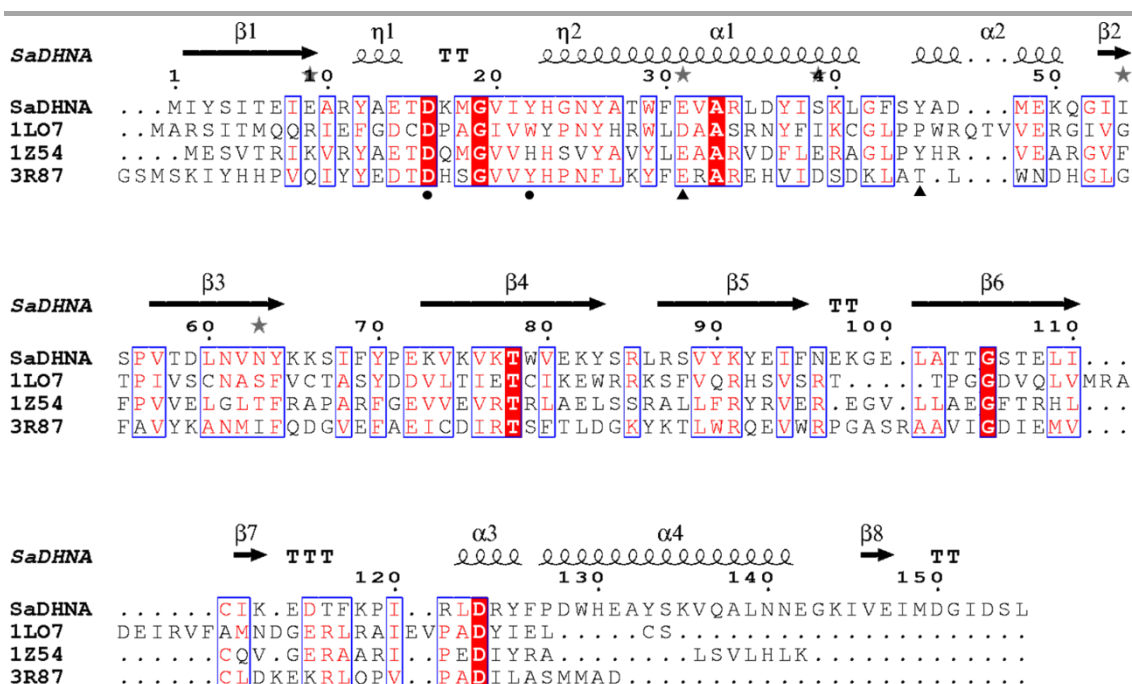 β1 η1 η2 α1 α2 β2
SaDHNA TT
1 10 20 30 40 50
SaDHNA ...MIYSITEIEARYAETDKMGVIYHGNYATWFEVARLDYISKLGFSYAD...MEKQGII
1LO7 ..MARSITMQQRIEFGDCDPAGIVWYPNYHRWLDAASRNYFIKCGLPPWRQTVVERGIVG
1Z54 ....MESVTRIKVRYAETDQMGVVHHSVYAVYLEAARVDFLERAGLPYHR...VEARGVF
3R87 GSMSKIYHHPVQIYYEDTDHSGVVYHPNFLKYFERAREHVIDSDKLAT.L...WNDHGLG
β3 β4 β5 β6
SaDHNA TT
60 70 80 90 100 110
SaDHNA SPVTDLNVNYKKSIFYPEKVKVKTWVEKYSRLRSVYKYEIFNEKGE.LATTGSTELI...
1LO7 TPIVSCNASFVCTASYDDVLTIETCIKEWRRKSFVQRHSVSRT.....TPGGDVQLVMRA
1Z54 FPVVELGLTFRAPARFGEVVEVRTRLAELSSRALLFRYRVER.EGV.LLAEGFTRHL...
3R87 FAVYKANMIFQDGVEFAEICDIRTSFTLDGKYKTLWRQEVWRPGASRAAVIGDIEMV...
β7 α3 α4 β8
SaDHNA TTT TT
120 130 140 150
SaDHNA ......CIK.EDTFKPI..RLDRYFPDWHEAYSKVQALNNEGKIVEIMDGIDSL
1LO7 DEIRVFAMNDGERLRAIEVPADYIEL.....CS.....................
1Z54 ......CQV.GERAARI..PEDIYRA........LSVLHLK.............
3R87 ......CLDKEKRLQPV..PADILASMMAD........................